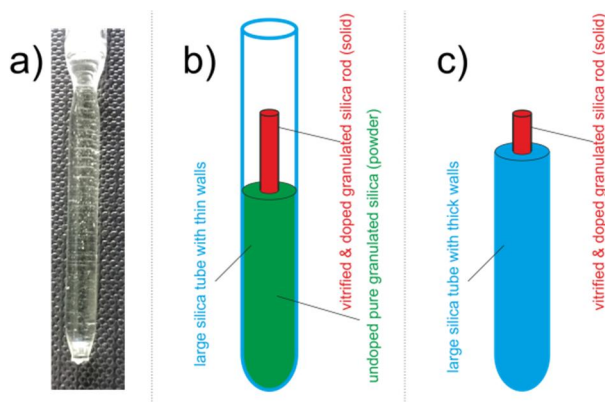 a)
b)
large silica tube with thin walls
vitrified & doped granulated silica rod (solid)
undoped pure granulated silica (powder)
c)
large silica tube with thick walls
vitrified & doped granulated silica rod (solid)